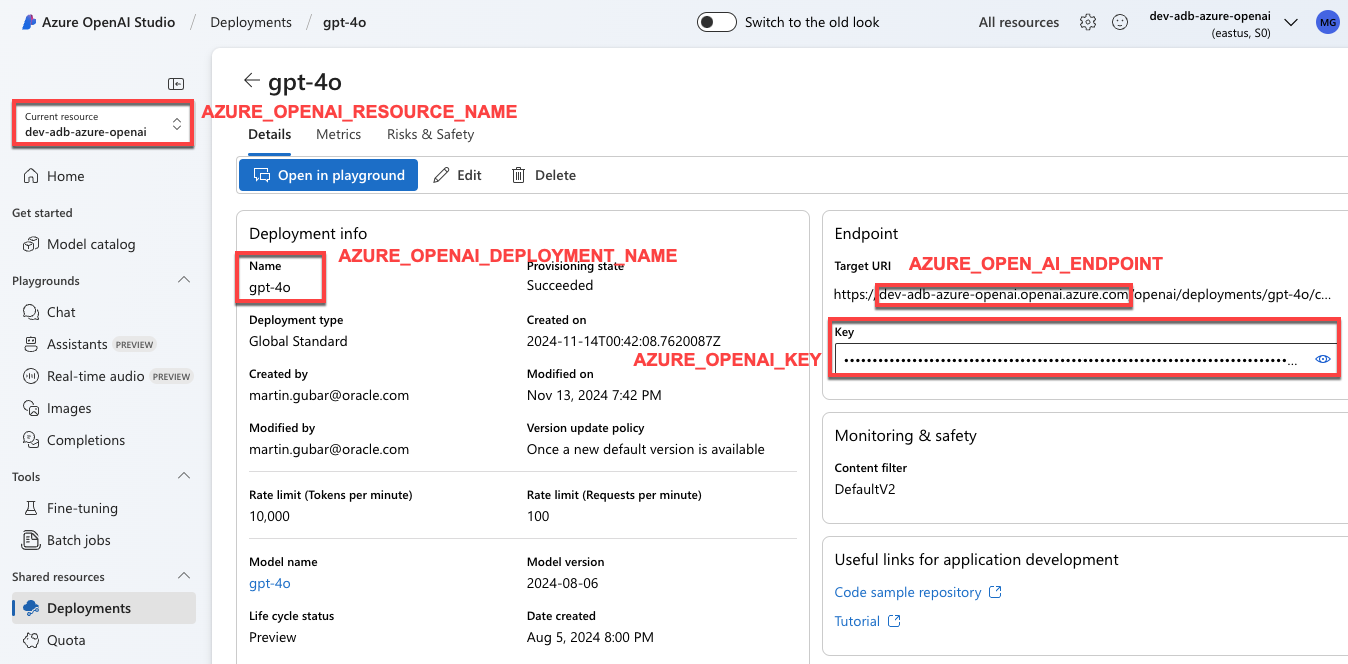 Azure OpenAI Studio / Deployments / gpt-4o
Switch to the old look
All resources
dev-adb-azure-openai
(eastus, S0)
MG
Current resource
dev-adb-azure-openai
AZURE_OPENAI_RESOURCE_NAME
Home
Get started
Model catalog
Playgrounds
Chat
Assistants PREVIEW
Real-time audio PREVIEW
Images
Completions
Tools
Fine-tuning
Batch jobs
Shared resources
Deployments
Quota
gpt-4o
Details Metrics Risks & Safety
Open in playground Edit Delete
Deployment info
AZURE_OPENAI_DEPLOYMENT_NAME
Name
gpt-4o
Provisioning state
Succeeded
Deployment type
Global Standard
Created on
2024-11-14T00:42:08.7620087Z
Created by
martin.gubar@oracle.com
Modified on
Nov 13, 2024 7:42 PM
Modified by
martin.gubar@oracle.com
Version update policy
Once a new default version is available
Rate limit (Tokens per minute)
10,000
Rate limit (Requests per minute)
100
Model name
gpt-4o
Model version
2024-08-06
Life cycle status
Preview
Date created
Aug 5, 2024 8:00 PM
Endpoint
Target URI
AZURE_OPEN_AI_ENDPOINT
https://dev-adb-azure-openai.openai.azure.com/openai/deployments/gpt-4o/c...
Key
AZURE_OPENAI_KEY
Monitoring & safety
Content filter
DefaultV2
Useful links for application development
Code sample repository
Tutorial